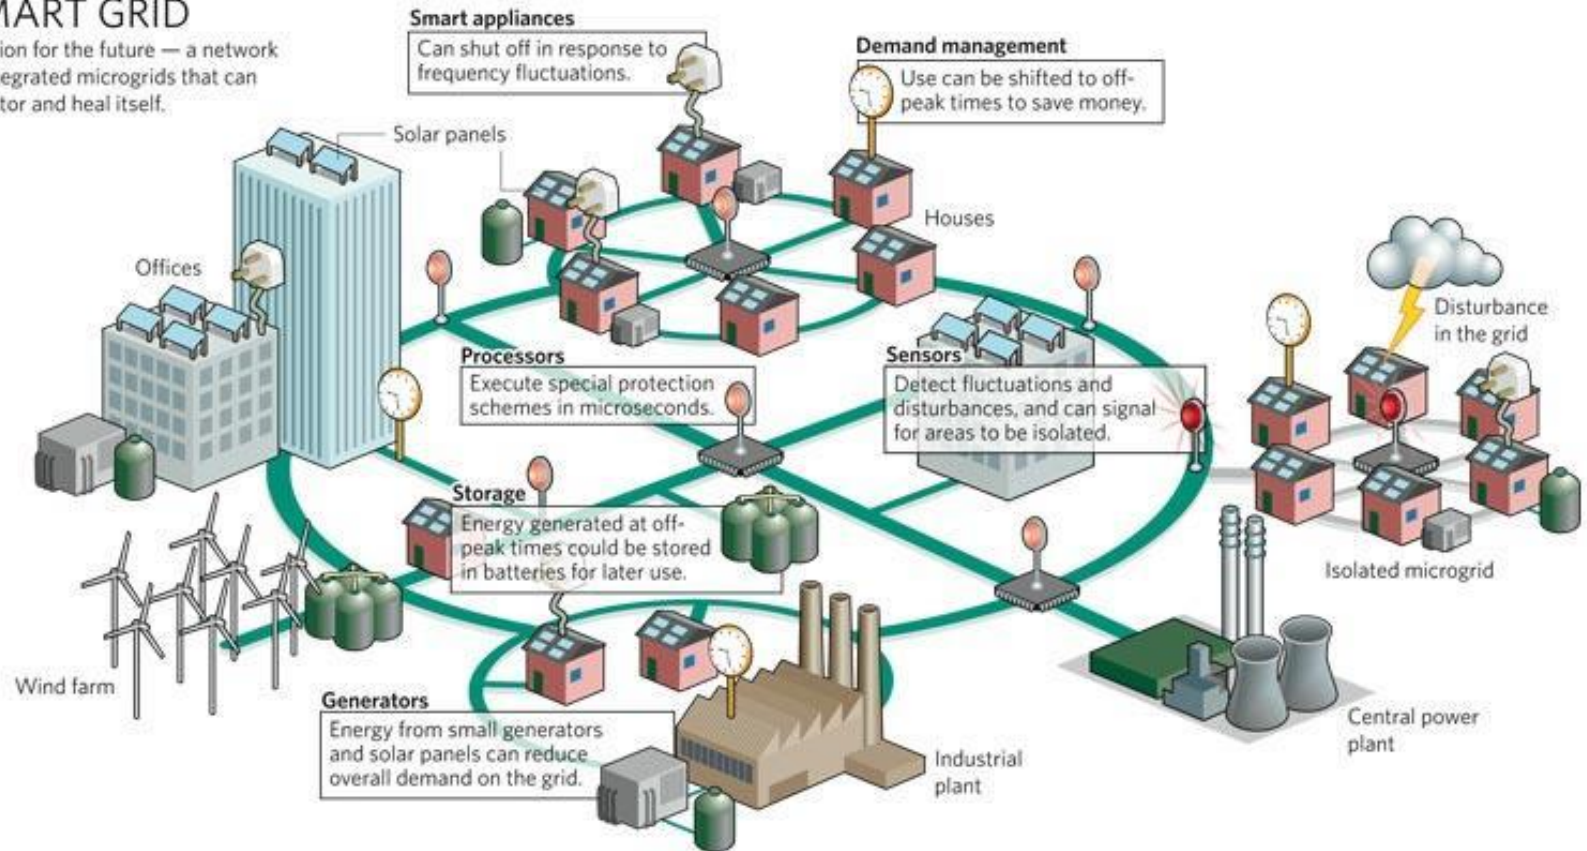 MART GRID
ion for the future — a network
egrated microgrids that can
tor and heal itself.
Smart appliances
Can shut off in response to
frequency fluctuations.
Demand management
Use can be shifted to off-
peak times to save money.
Solar panels
Houses
Offices
Disturbance
in the grid
Processors
Execute special protection
schemes in microseconds.
Sensors
Detect fluctuations and
disturbances, and can signal
for areas to be isolated.
Storage
Energy generated at off-
peak times could be stored
in batteries for later use.
Isolated microgrid
Wind farm
Generators
Energy from small generators
and solar panels can reduce
overall demand on the grid.
Industrial
plant
Central power
plant